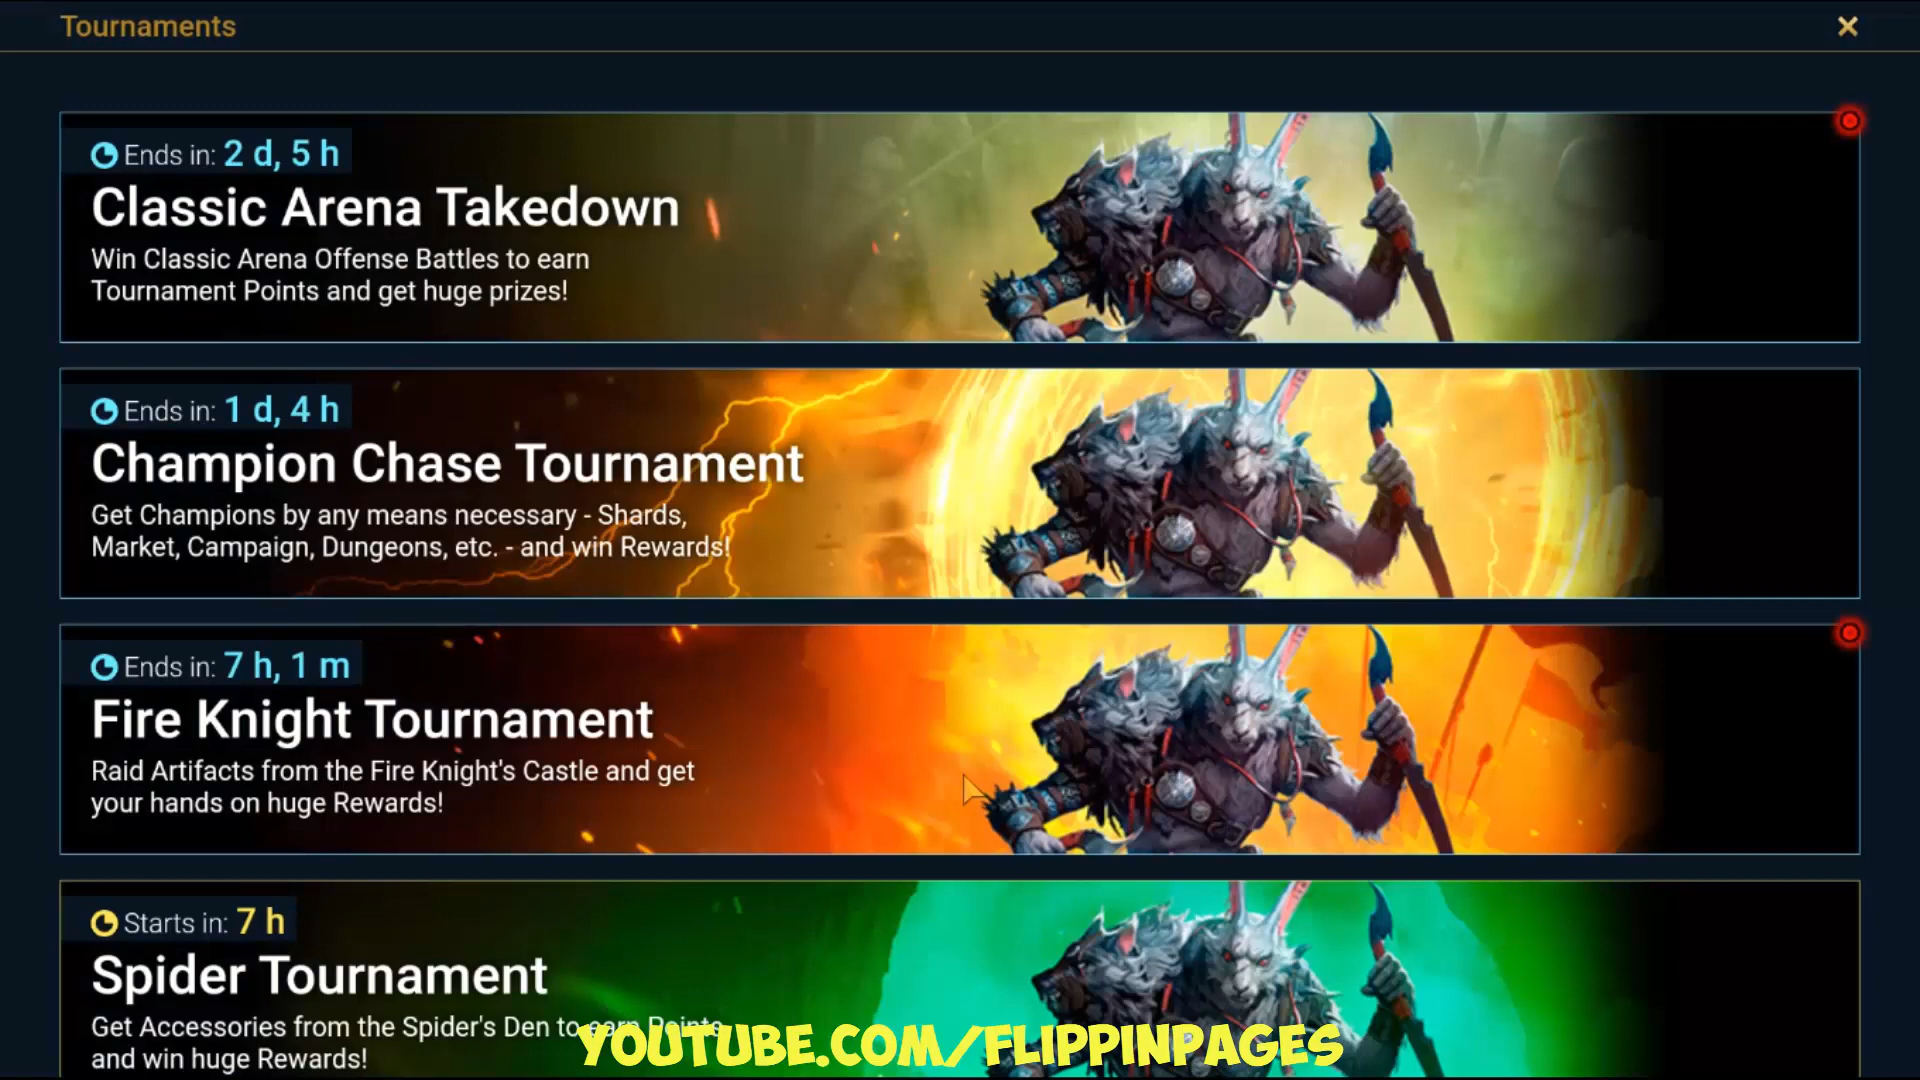 Tournaments
Ends in: 2 d, 5 h
Classic Arena Takedown
Win Classic Arena Offense Battles to earn
Tournament Points and get huge prizes!
Ends in: 1 d, 4 h
Champion Chase Tournament
Get Champions by any means necessary - Shards,
Market, Campaign, Dungeons, etc. - and win Rewards!
Ends in: 7 h, 1 m
Fire Knight Tournament
Raid Artifacts from the Fire Knight's Castle and get
your hands on huge Rewards!
Starts in: 7 h
Spider Tournament
Get Accessories from the Spider's Den to earn Points
and win huge Rewards!
YOUTUBE.COM/FLIPPINPAGES